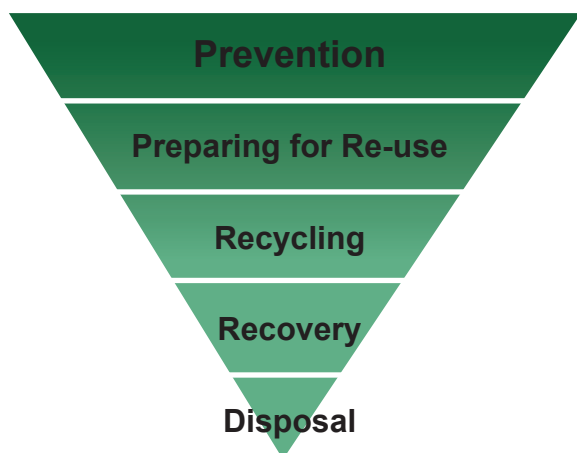 Prevention
Preparing for Re-use
Recycling
Recovery
Disposal